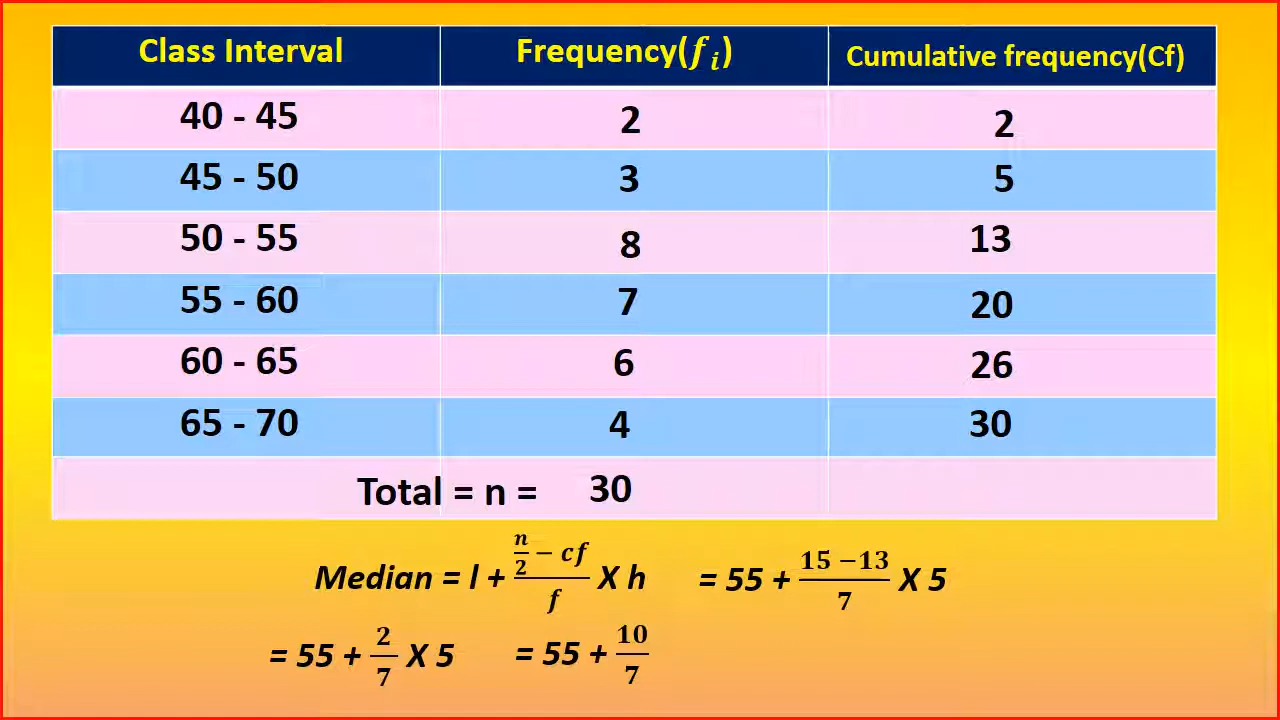 Class Interval Frequency(fᵢ) Cumulative frequency(Cf)
40 - 45 2 2
45 - 50 3 5
50 - 55 8 13
55 - 60 7 20
60 - 65 6 26
65 - 70 4 30
Total = n = 30
Median = l + (n/2 − cf)/f X h = 55 + (15 −13)/7 X 5
= 55 + 2/7 X 5 = 55 + 10/7